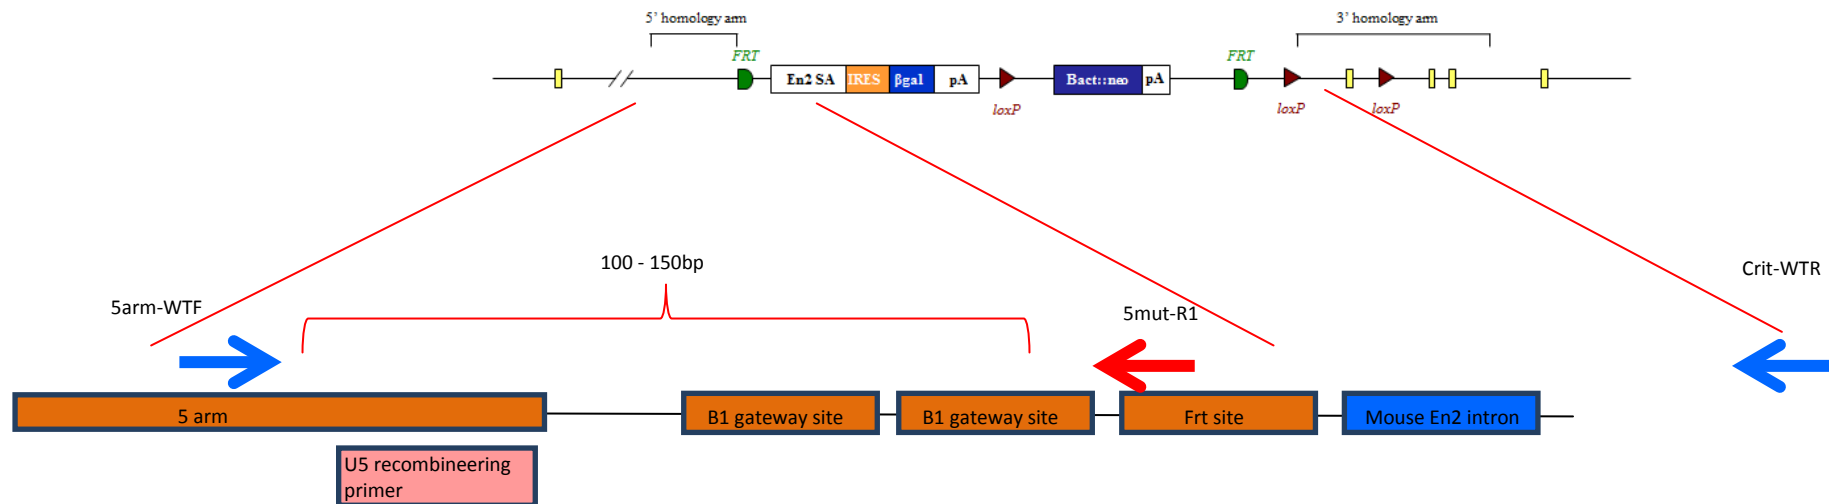 5’ homology arm
3’ homology arm
FRT
FRT
En2 SA
IRES
βgal
pA
Bact::neo
pA
loxP
loxP
loxP
100 - 150bp
Crit-WTR
5arm-WTF
5mut-R1
5 arm
B1 gateway site
B1 gateway site
Frt site
Mouse En2 intron
U5 recombineering
primer